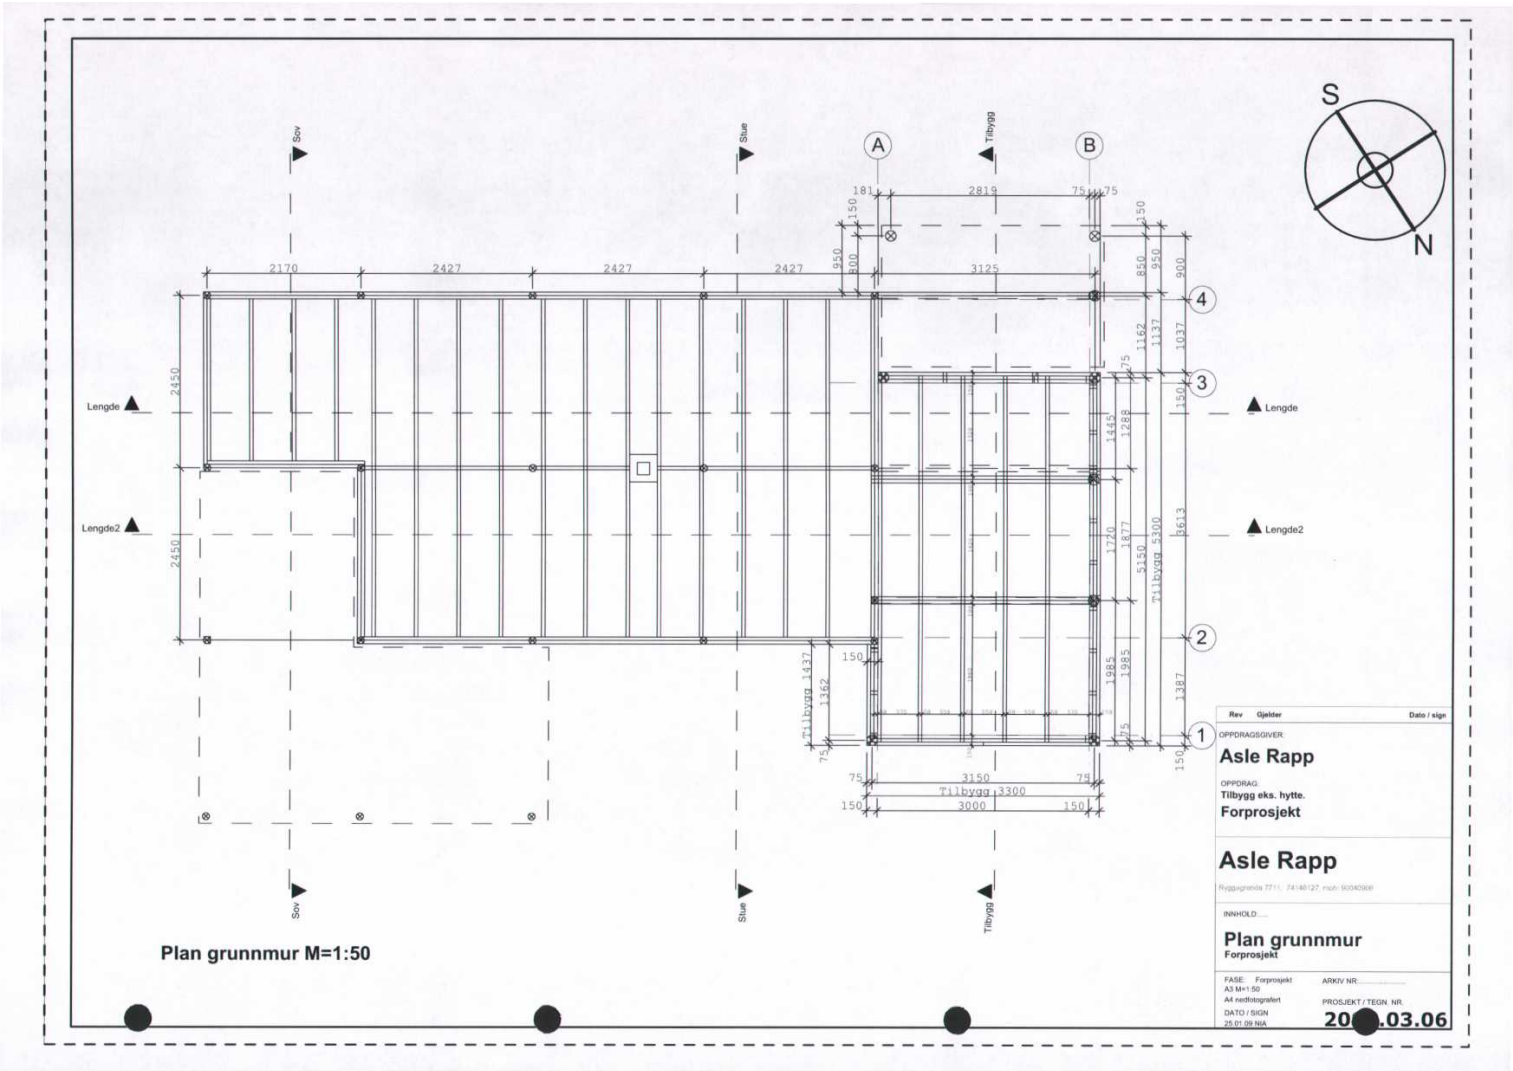 S
N
Sov
Stue
Tilbygg
A
B
181
2819
75
75
150
150
950
800
850
950
900
2170
2427
2427
2427
3125
4
1162
1137
1037
75
3
150
2450
Lengde
Lengde
1445
1288
2450
Lengde2
Lengde2
1720
1877
5150
Tilbygg 5300
3613
2
150
Tilbygg 1437
1362
75
1985
1985
1387
75
1
150
75
3150
75
Tilbygg 3300
150
3000
150
Sov
Stue
Tilbygg
Plan grunnmur M=1:50
Rev Gjelder Dato / sign
OPPDRAGSGIVER:
Asle Rapp
OPPDRAG:
Tilbygg eks. hytte.
Forprosjekt
Asle Rapp
INNHOLD:....
Plan grunnmur
Forprosjekt
FASE: Forprosjekt ARKIV NR:
A3 M=1:50
A4 nedfotografert PROSJEKT / TEGN. NR.
DATO / SIGN
25.01.09 NIA
.03.06